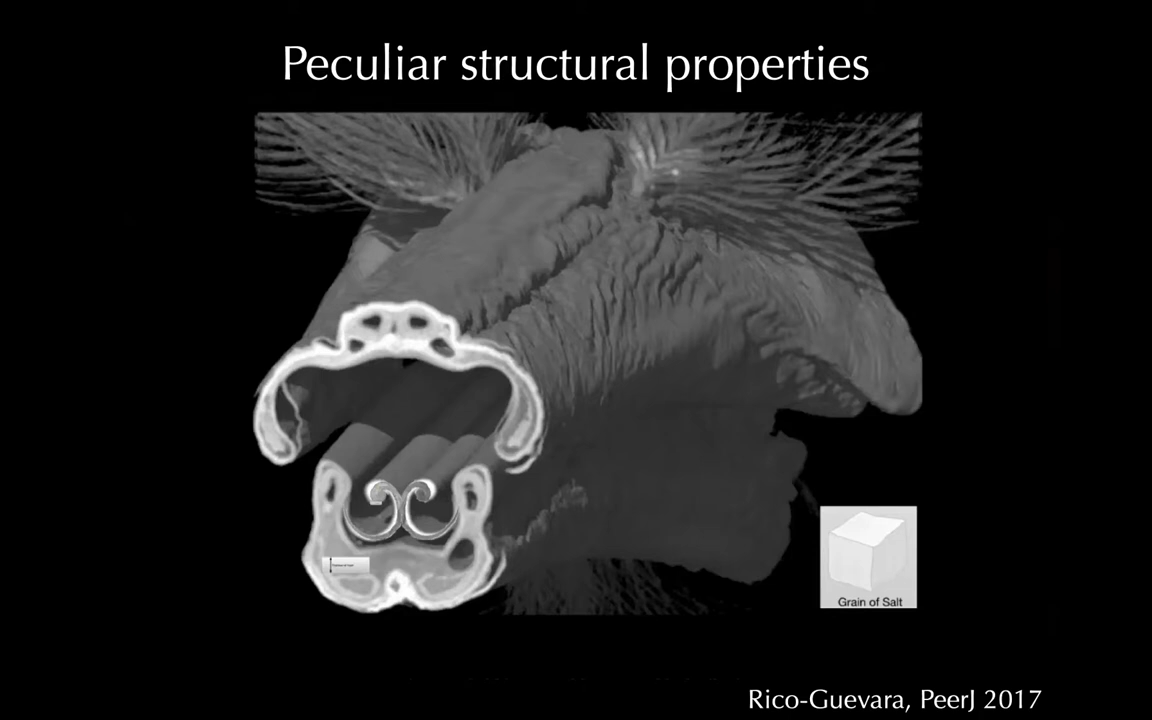 Peculiar structural properties
Grain of Salt
Rico-Guevara, PeerJ 2017